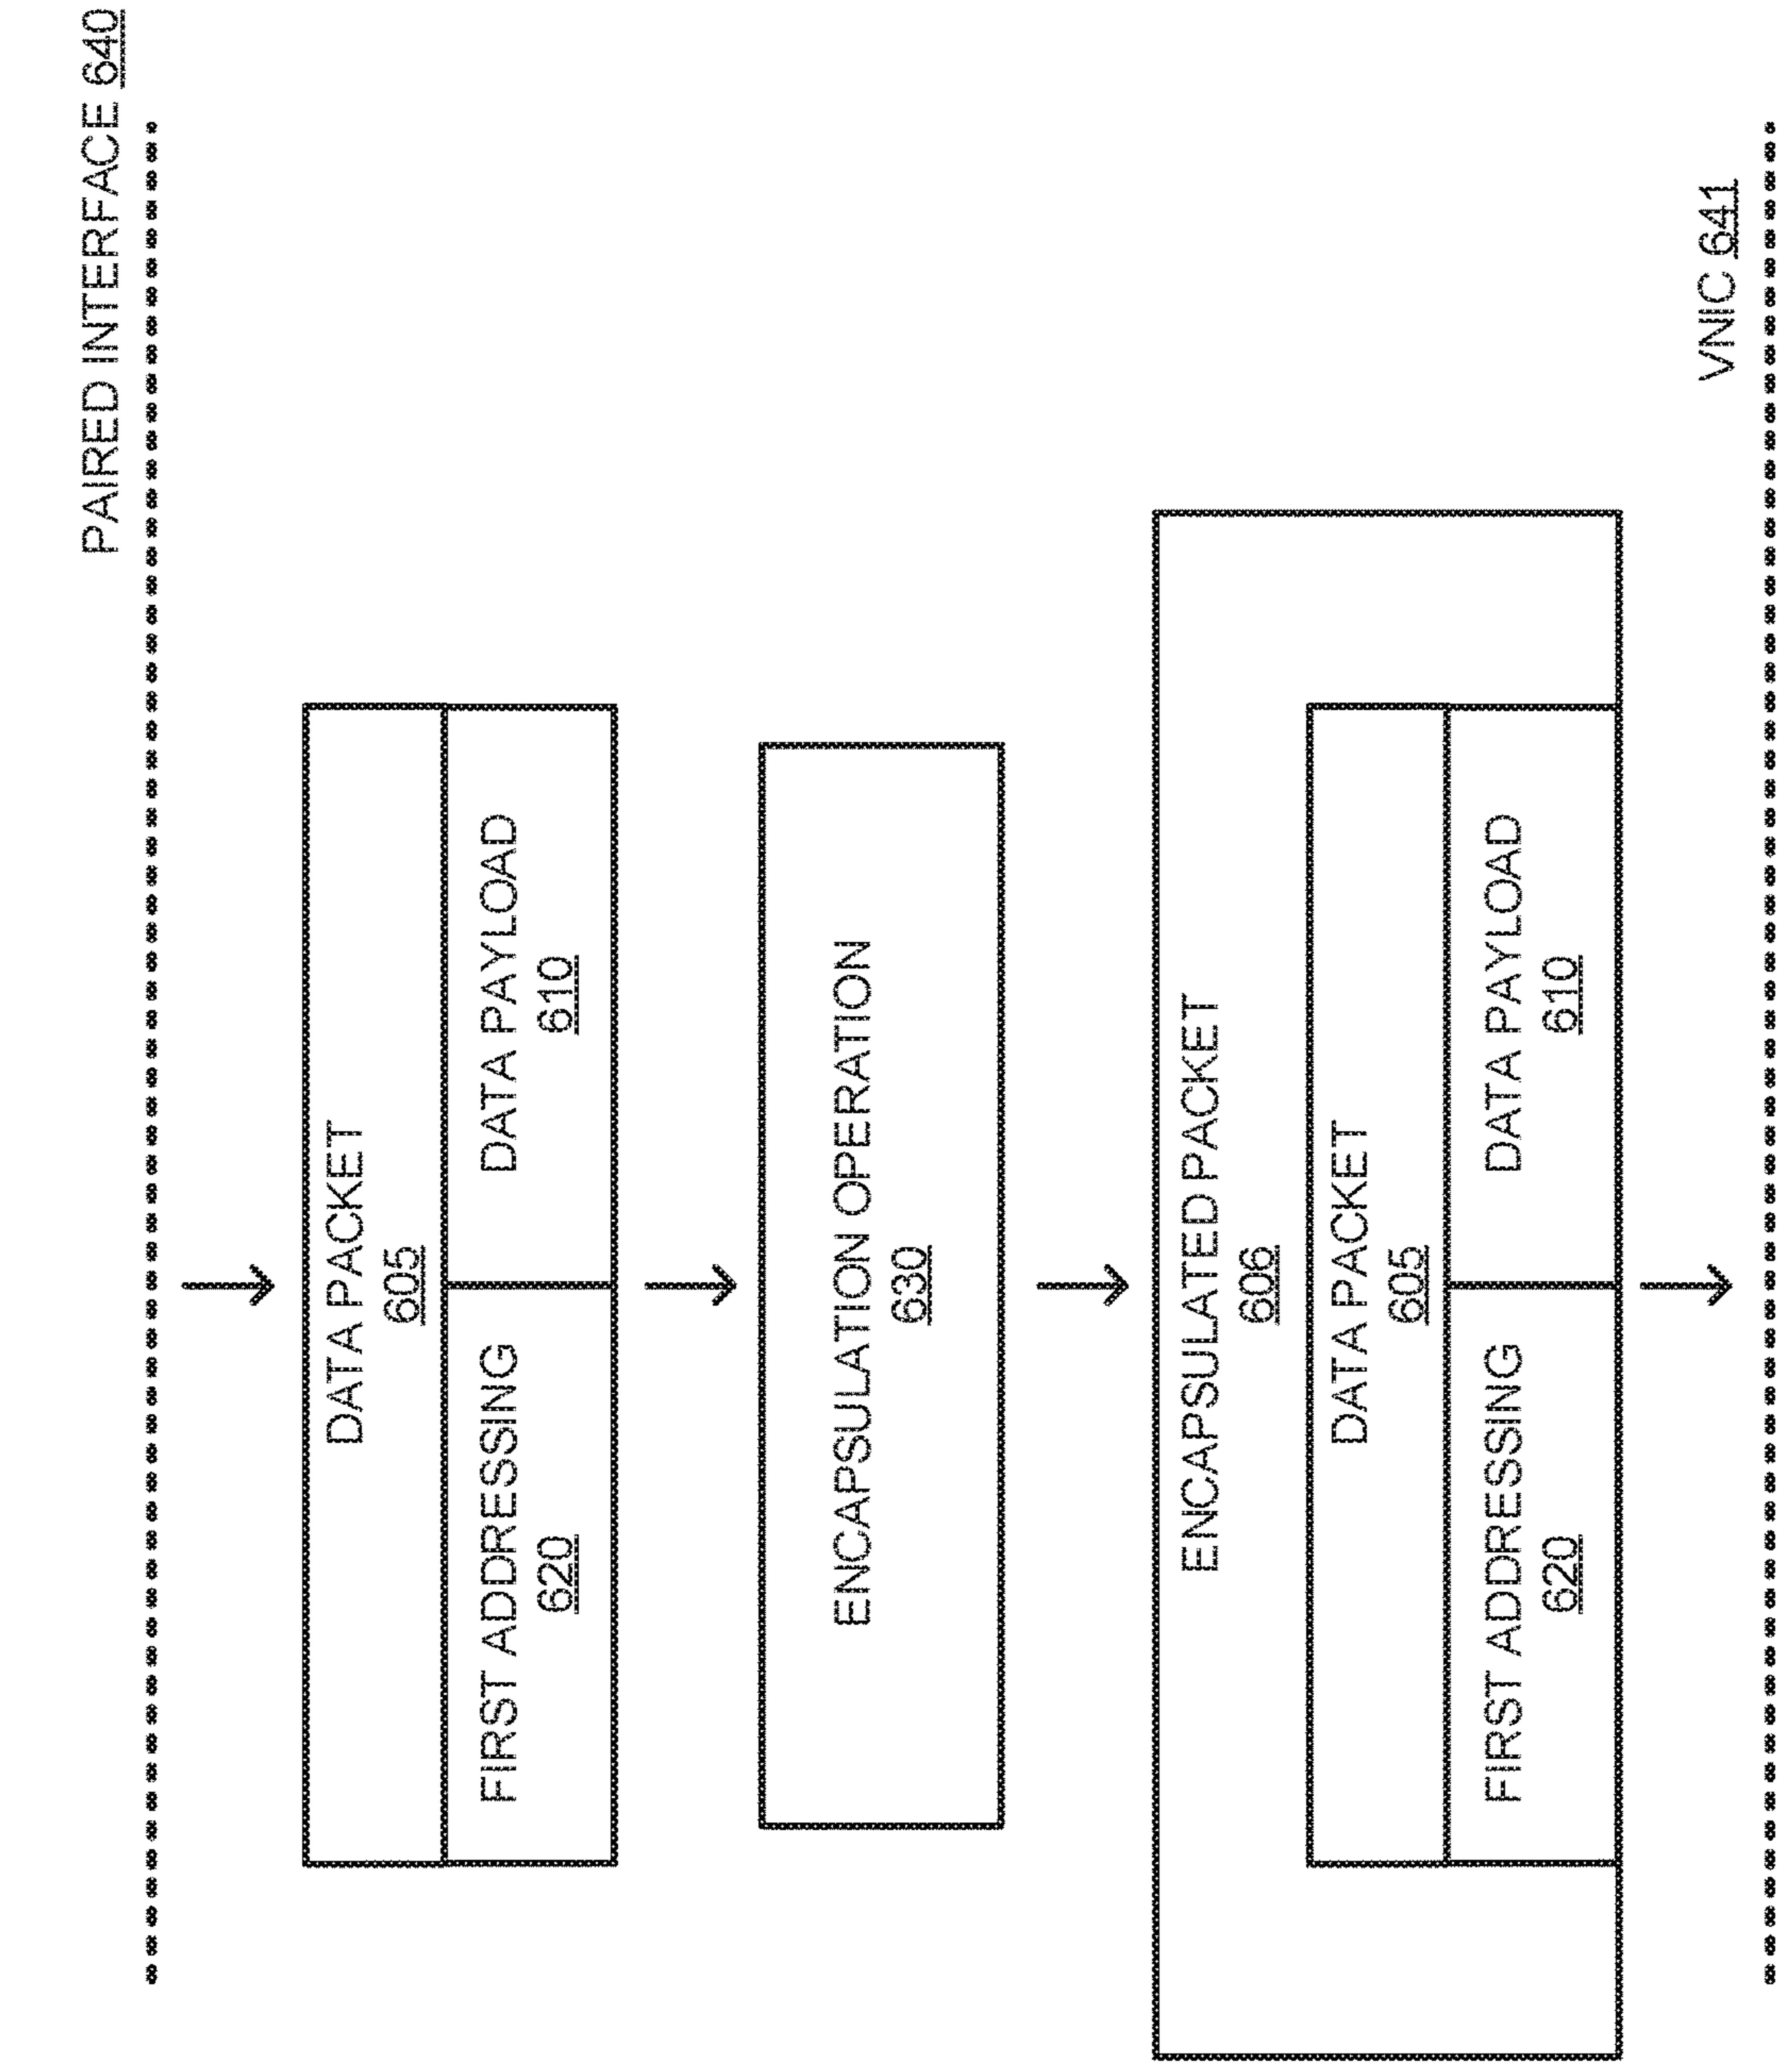 PAIRED INTERFACE 640
DATA PACKET
605
FIRST ADDRESSING
620
DATA PAYLOAD
610
ENCAPSULATION OPERATION
630
ENCAPSULATED PACKET
606
DATA PACKET
605
FIRST ADDRESSING
620
DATA PAYLOAD
610
VNIC 641